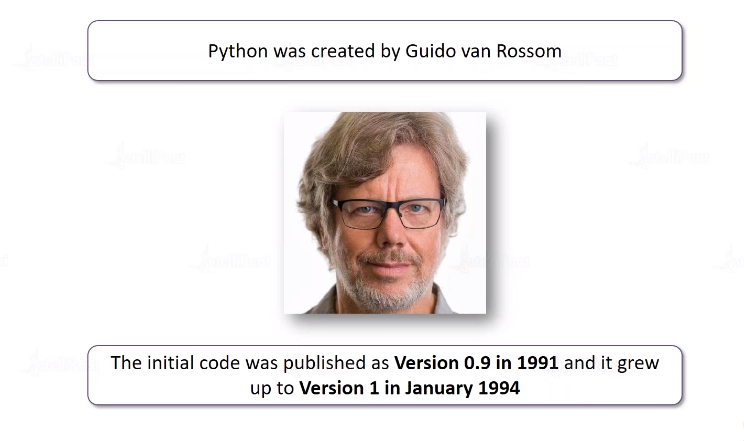 Python was created by Guido van Rossom
The initial code was published as Version 0.9 in 1991 and it grew
up to Version 1 in January 1994